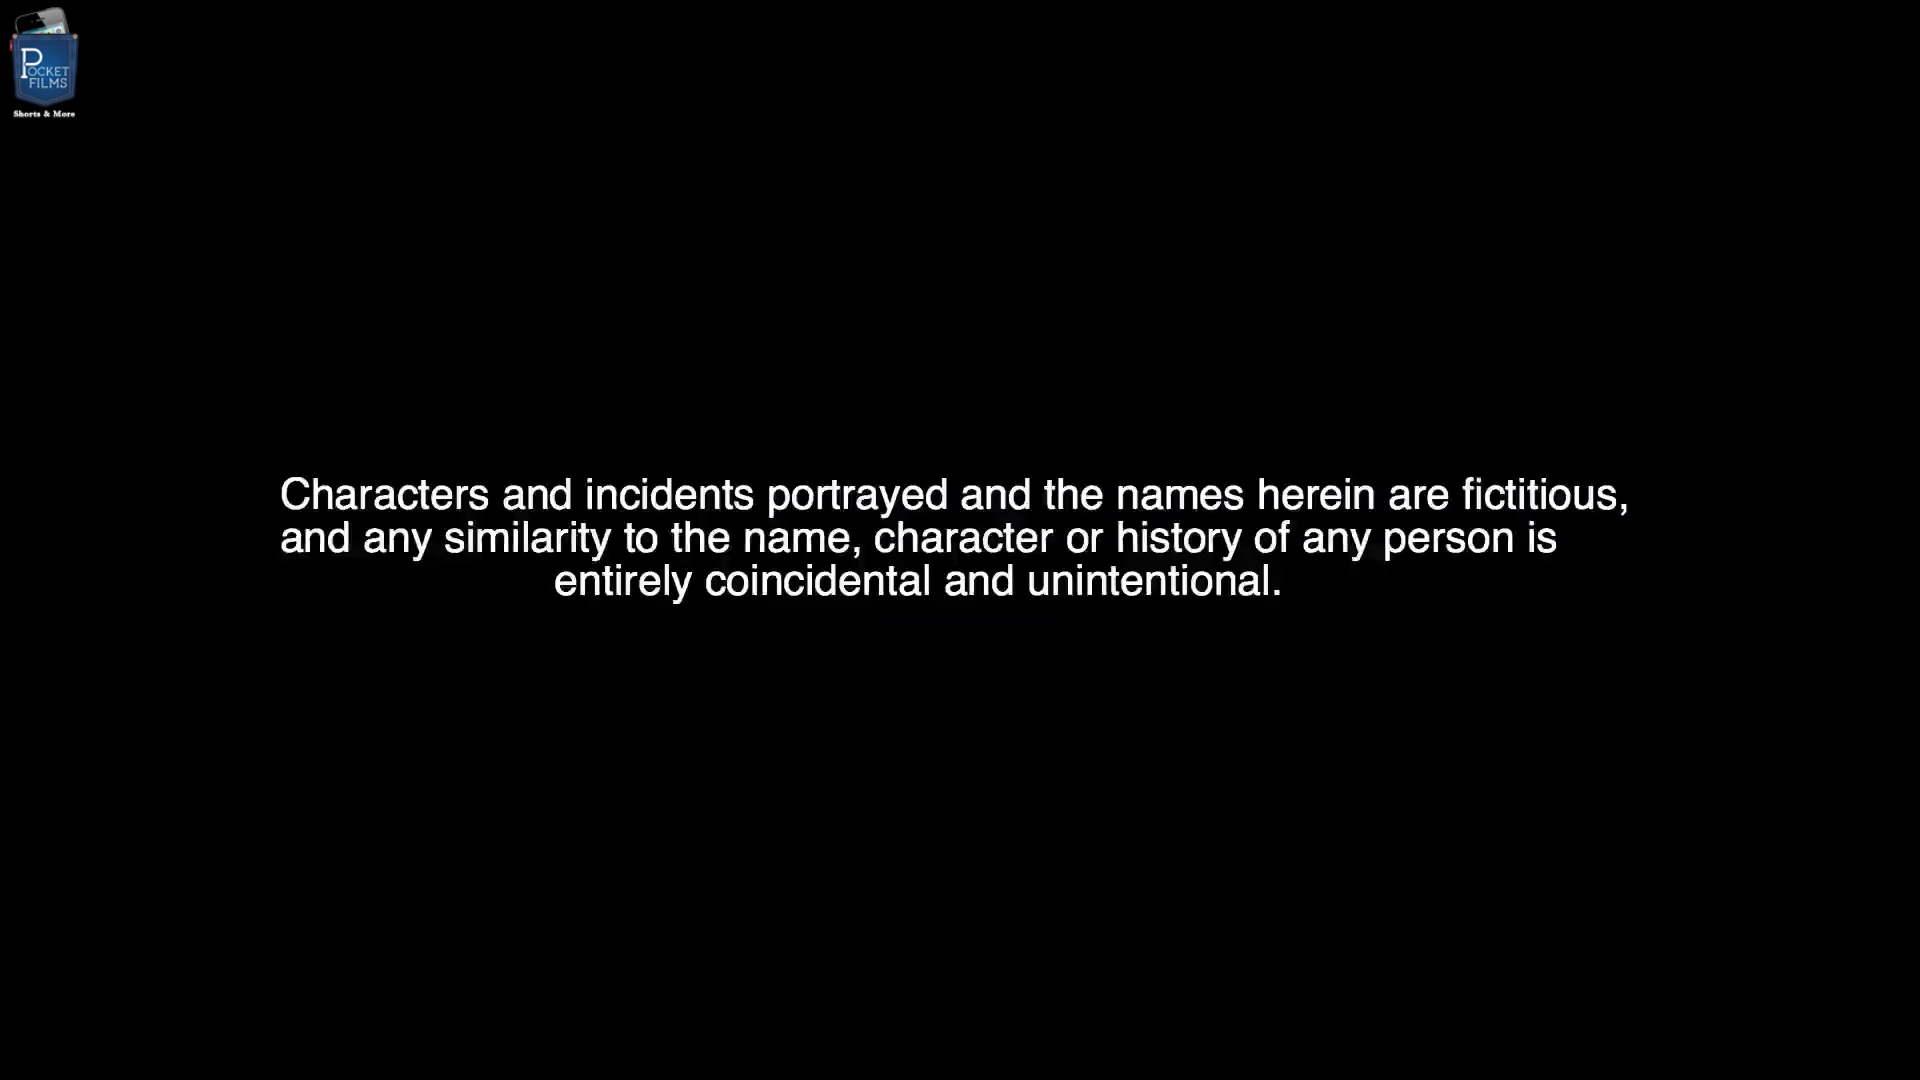 POCKET
FILMS
Shorts & More
Characters and incidents portrayed and the names herein are fictitious,
and any similarity to the name, character or history of any person is
entirely coincidental and unintentional.